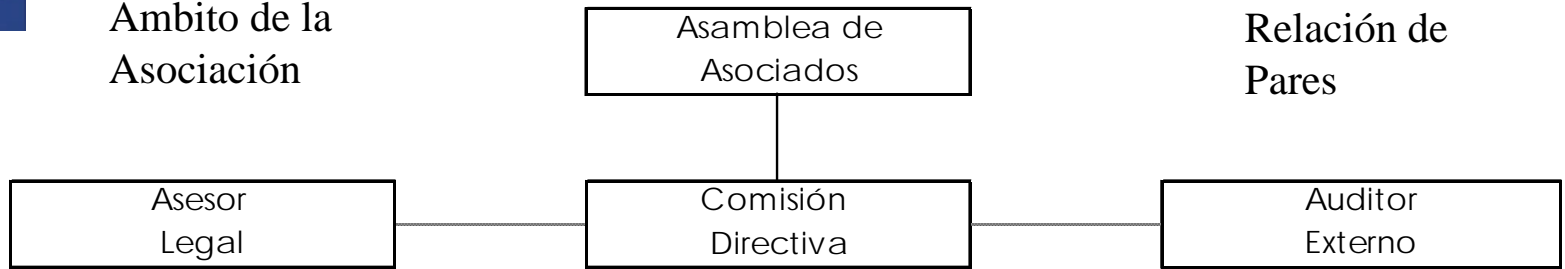 Ambito de la
Asociación
Asamblea de
Asociados
Relación de
Pares
Asesor
Legal
Comisión
Directiva
Auditor
Externo